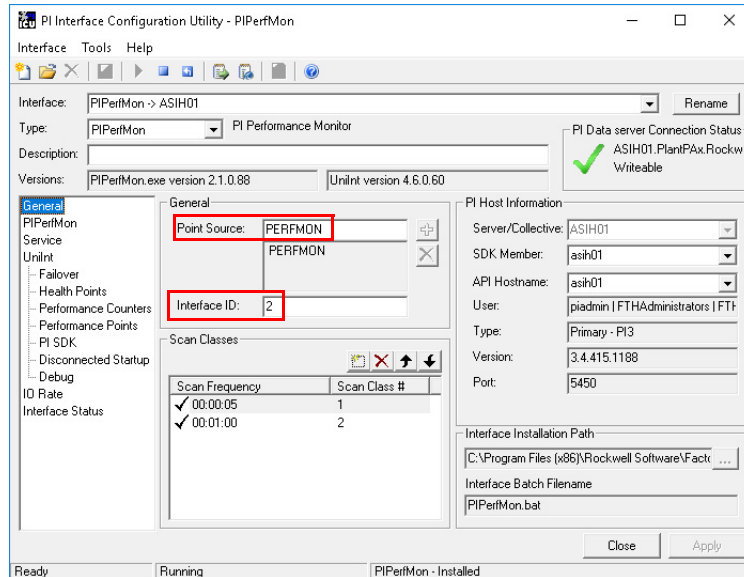 PI Interface Configuration Utility - PIPerfMon
Interface Tools Help
Interface: PIPerfMon -> ASIH01 Rename
Type: PIPerfMon PI Performance Monitor
Description:
Versions: PIPerfMon.exe version 2.1.0.88 UniInt version 4.6.0.60
PI Data server Connection Status
ASIH01.PlantPAx.Rockw
Writeable
General
PIPerfMon
Service
UniInt
Failover
Health Points
Performance Counters
Performance Points
PI SDK
Disconnected Startup
Debug
IO Rate
Interface Status
General
Point Source: PERFMON
PERFMON
Interface ID: 2
Scan Classes
Scan Frequency Scan Class #
00:00:05 1
00:01:00 2
PI Host Information
Server/Collective: ASIH01
SDK Member: asih01
API Hostname: asih01
User: piadmin | FTHAdministrators | FTH
Type: Primary - PI3
Version: 3.4.415.1188
Port: 5450
Interface Installation Path
C:\Program Files (x86)\Rockwell Software\Factc ...
Interface Batch Filename
PIPerfMon.bat
Close Apply
Ready Running PIPerfMon - Installed